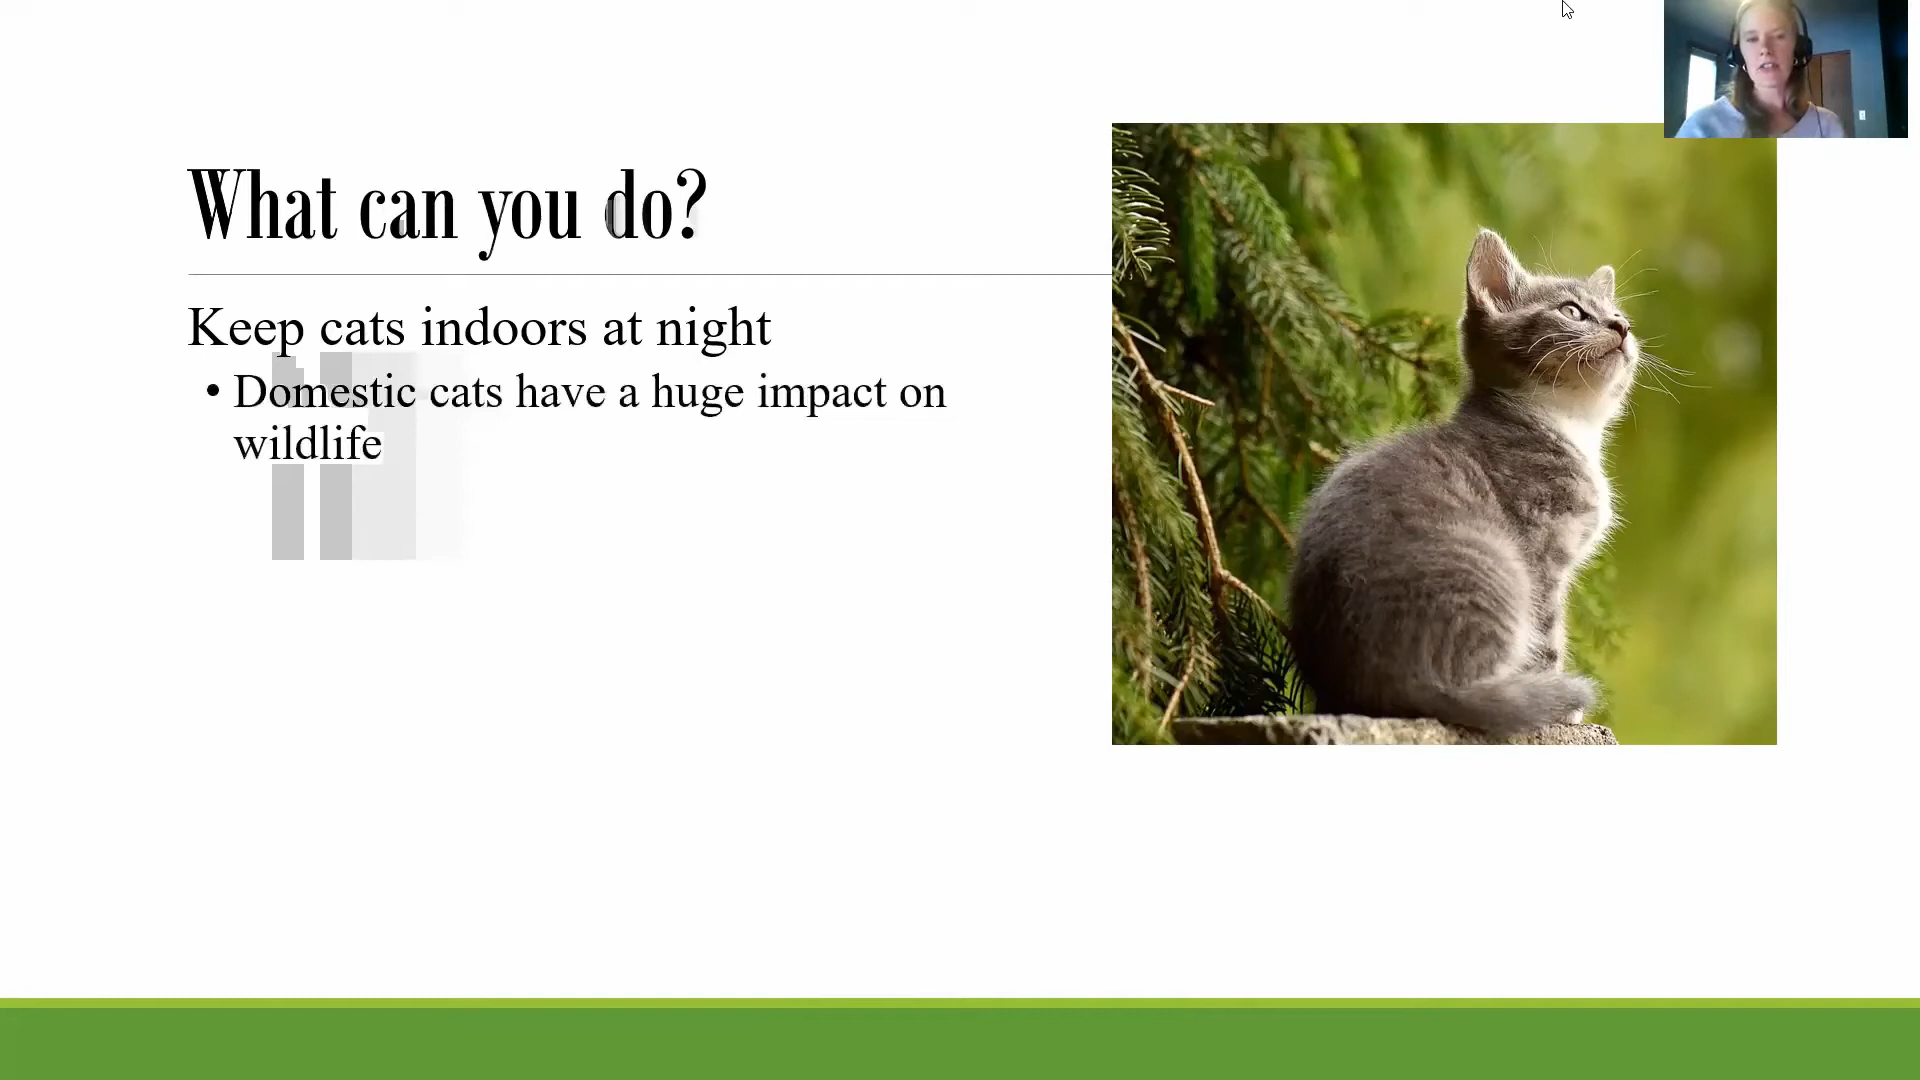 What can you do?
Keep cats indoors at night
• Domestic cats have a huge impact on
wildlife